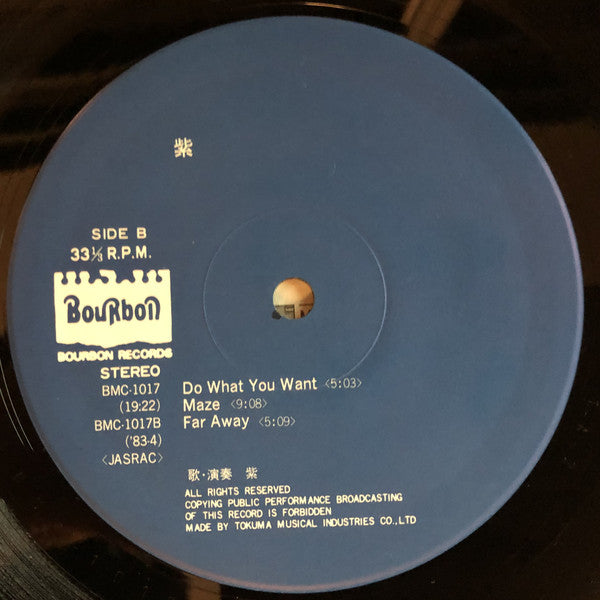 紫
SIDE B
33⅓ R.P.M.
BouRbon
BOURBON RECORDS
STEREO
BMC-1017
(19:22)
BMC-1017B
('83·4)
〈JASRAC〉
Do What You Want 〈5:03〉
Maze 〈9:08〉
Far Away 〈5:09〉
歌・演奏 紫
ALL RIGHTS RESERVED
COPYING PUBLIC PERFORMANCE BROADCASTING
OF THIS RECORD IS FORBIDDEN
MADE BY TOKUMA MUSICAL INDUSTRIES CO.,LTD